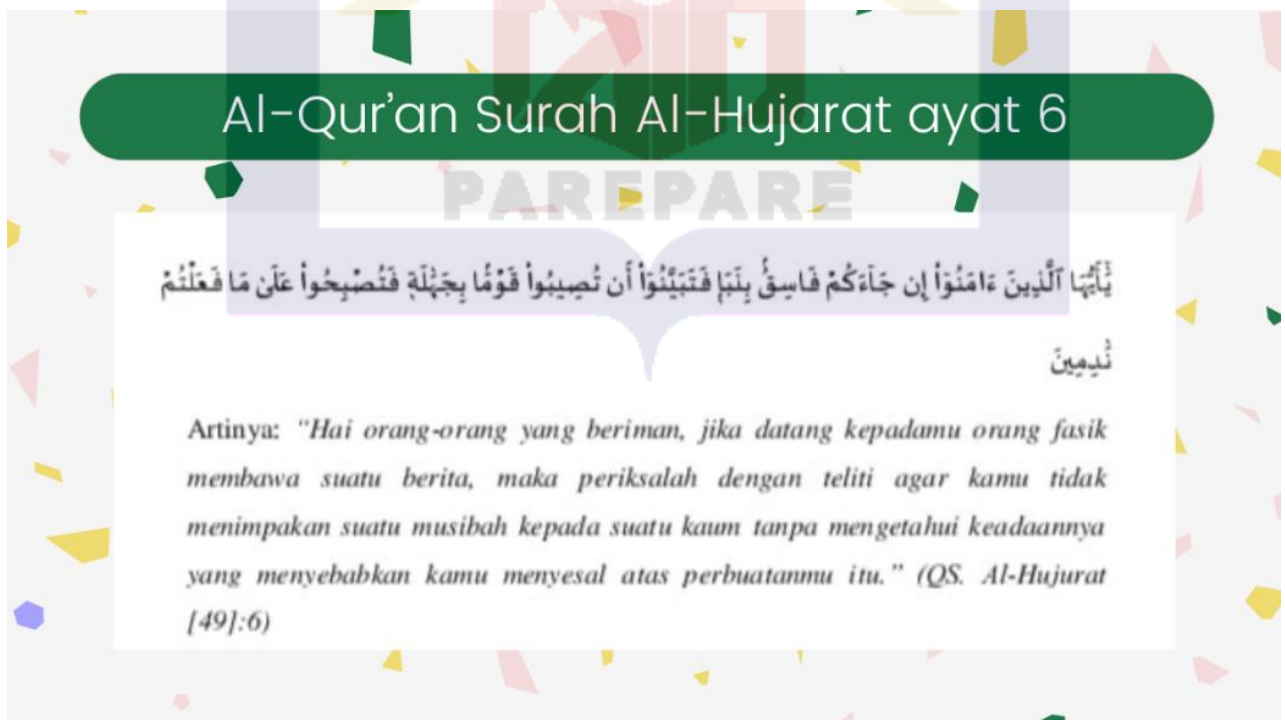 Al-Qur'an Surah Al-Hujarat ayat 6
PAREPARE
يَٰٓأَيُّهَا ٱلَّذِينَ ءَامَنُوٓاْ إِن جَآءَكُمۡ فَاسِقُۢ بِنَبَإٖ فَتَبَيَّنُوٓاْ أَن تُصِيبُواْ قَوۡمَۢا بِجَهَٰلَةٖ فَتُصۡبِحُواْ عَلَىٰ مَا فَعَلۡتُمۡ
نَٰدِمِينَ
Artinya: "Hai orang-orang yang beriman, jika datang kepadamu orang fasik
membawa suatu berita, maka periksalah dengan teliti agar kamu tidak
menimpakan suatu musibah kepada suatu kaum tanpa mengetahui keadaannya
yang menyebabkan kamu menyesal atas perbuatanmu itu." (QS. Al-Hujurat
[49]:6)